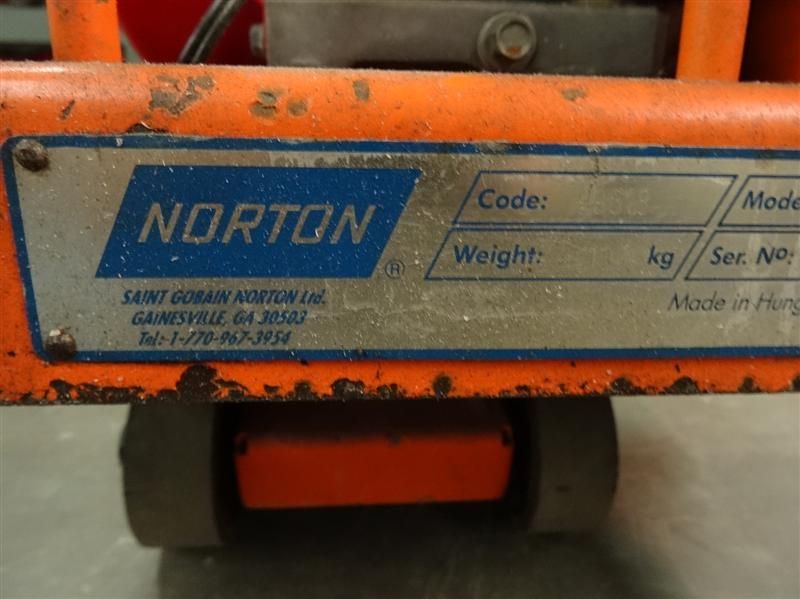 NORTON
®
SAINT GOBAIN NORTON Ltd.
GAINESVILLE, GA 30503
Tel.: 1-770-967-3954
Code:
Mode
Weight: kg
Ser. Nº:
Made in Hung